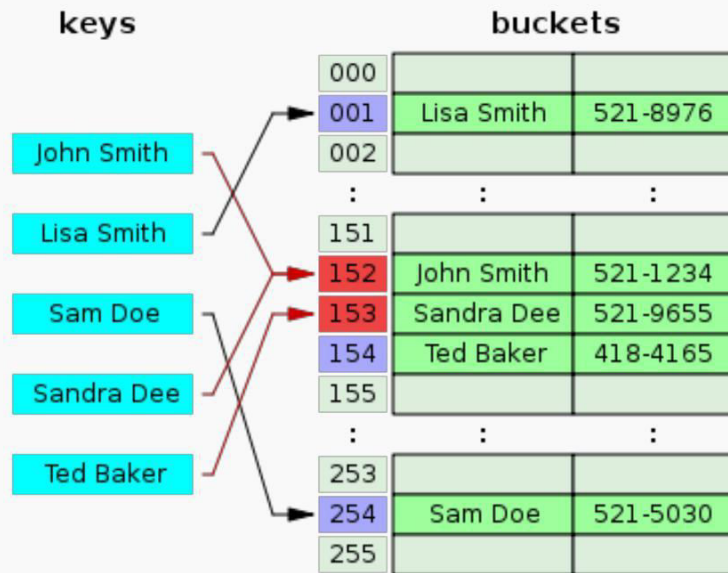 keys
buckets
000
001 Lisa Smith 521-8976
002
: : :
John Smith
Lisa Smith
Sam Doe
Sandra Dee
Ted Baker
151
152 John Smith 521-1234
153 Sandra Dee 521-9655
154 Ted Baker 418-4165
155
: : :
253
254 Sam Doe 521-5030
255